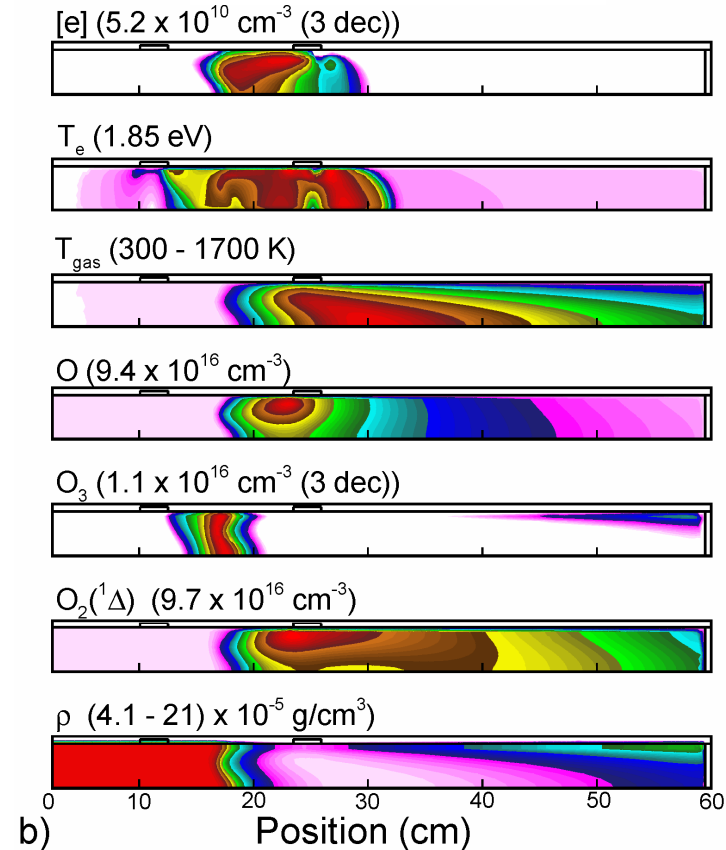 [e] (5.2 x 10¹⁰ cm⁻³ (3 dec))
Tₑ (1.85 eV)
T_gas (300 - 1700 K)
O (9.4 x 10¹⁶ cm⁻³)
O₃ (1.1 x 10¹⁶ cm⁻³ (3 dec))
O₂(¹Δ) (9.7 x 10¹⁶ cm⁻³)
ρ (4.1 - 21) x 10⁻⁵ g/cm³)
0 10 20 30 40 50 60
b) Position (cm)